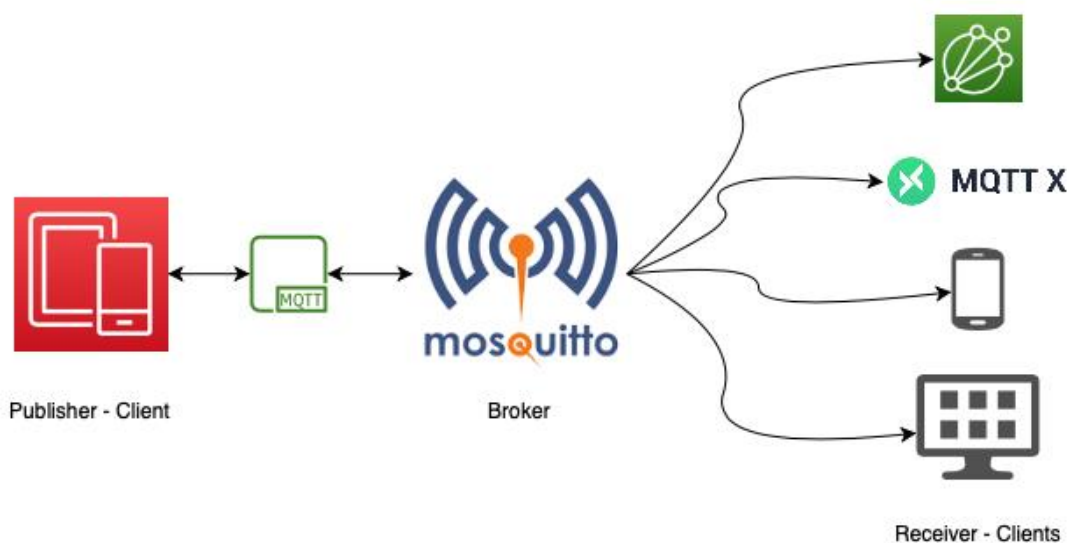 MQTT X
MQTT
mosquitto
Publisher - Client
Broker
Receiver - Clients